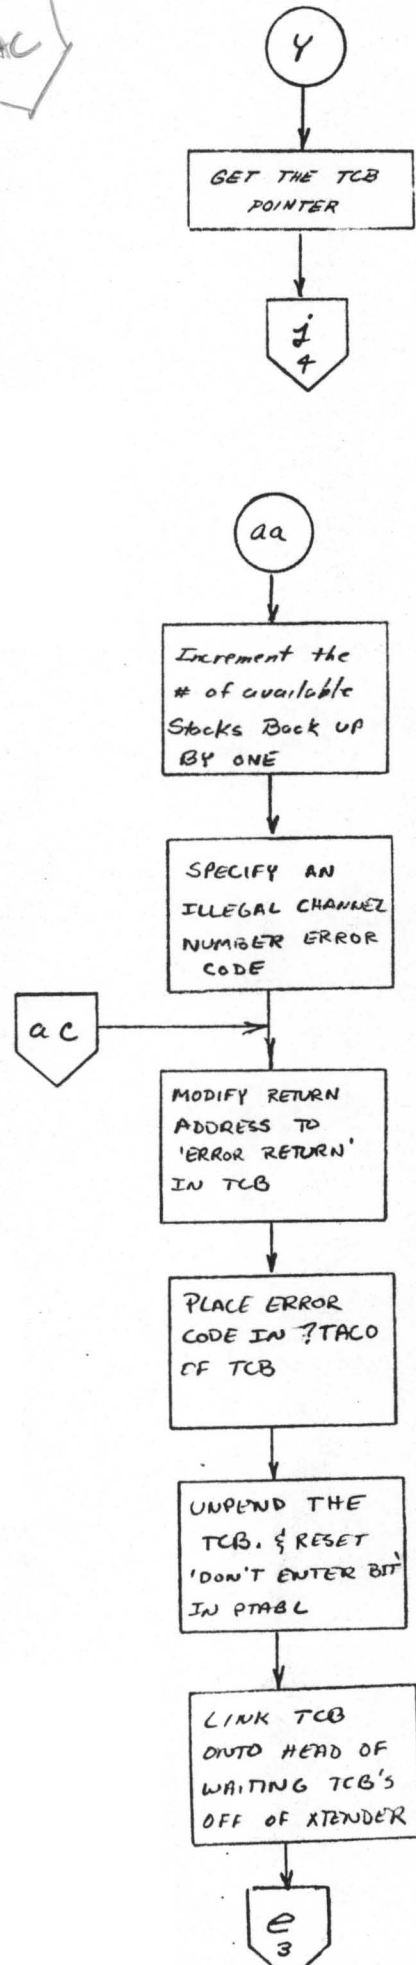 AC
Y
GET THE TCB
POINTER
j
4
aa
Increment the
# of available
Stacks Back up
BY ONE
SPECIFY AN
ILLEGAL CHANNEL
NUMBER ERROR
CODE
ac
MODIFY RETURN
ADDRESS TO
'ERROR RETURN'
IN TCB
PLACE ERROR
CODE IN ?TACO
OF TCB
UNPEND THE
TCB. & RESET
'DON'T ENTER BIT'
IN PTABL
LINK TCB
ONTO HEAD OF
WAITING TCB'S
OFF OF XTENDER
e
3